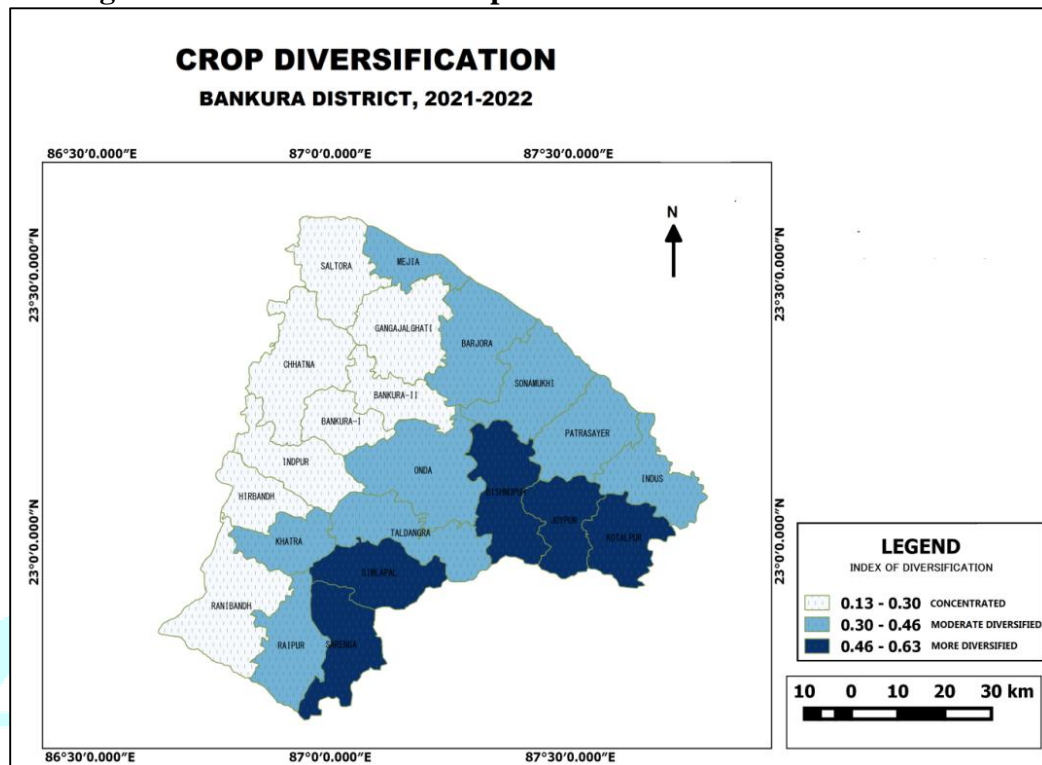 CROP DIVERSIFICATION
BANKURA DISTRICT, 2021-2022
86°30'0.000"E 87°0'0.000"E 87°30'0.000"E
N
23°30'0.000"N 23°30'0.000"N
SALTORA
MEJIA
GANGAJALGHATI
BARJORA
CHHATNA
SONAMUKHI
BANKURA-II
BANKURA-I
PATRASAYER
INDPUR
ONDA
INDUS
HIRBANDH
BISHNUPUR
JOYPUR
KOTALPUR
23°0'0.000"N 23°0'0.000"N
KHATRA
TALDANGRA
SIMLAPAL
RANIBANDH
RAIPUR
SARENGA
LEGEND
INDEX OF DIVERSIFICATION
0.13 - 0.30 CONCENTRATED
0.30 - 0.46 MODERATE DIVERSIFIED
0.46 - 0.63 MORE DIVERSIFIED
10 0 10 20 30 km
86°30'0.000"E 87°0'0.000"E 87°30'0.000"E